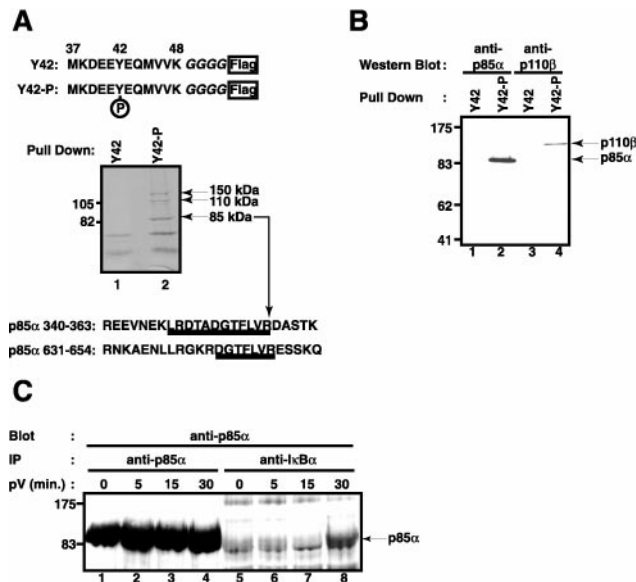 A
37 42 48
Y42: MKDEEYEQMVVK GGGG Flag
Y42-P: MKDEEYEQMVVK GGGG Flag
P
Pull Down: Y42 Y42-P
150 kDa
110 kDa
105
85 kDa
82
1 2
p85α 340-363: REEVNEKLRDTADGTFLVRDASTK
p85α 631-654: RNKAENLLRGKRDGTFLVRESSKQ
B
Western Blot: anti-p85α anti-p110β
Pull Down : Y42 Y42-P Y42 Y42-P
175
p110β
83
p85α
62
41
1 2 3 4
C
Blot : anti-p85α
IP : anti-p85α anti-IκBα
pV (min.) : 0 5 15 30 0 5 15 30
175
83
p85α
1 2 3 4 5 6 7 8